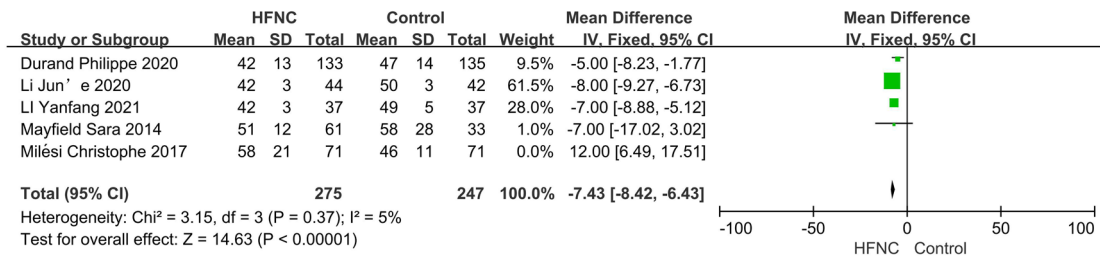 HFNC Control Mean Difference Mean Difference
Study or Subgroup Mean SD Total Mean SD Total Weight IV, Fixed, 95% CI IV, Fixed, 95% CI
Durand Philippe 2020 42 13 133 47 14 135 9.5% -5.00 [-8.23, -1.77]
Li Jun’e 2020 42 3 44 50 3 42 61.5% -8.00 [-9.27, -6.73]
LI Yanfang 2021 42 3 37 49 5 37 28.0% -7.00 [-8.88, -5.12]
Mayfield Sara 2014 51 12 61 58 28 33 1.0% -7.00 [-17.02, 3.02]
Milési Christophe 2017 58 21 71 46 11 71 0.0% 12.00 [6.49, 17.51]
Total (95% CI) 275 247 100.0% -7.43 [-8.42, -6.43]
Heterogeneity: Chi² = 3.15, df = 3 (P = 0.37); I² = 5%
Test for overall effect: Z = 14.63 (P < 0.00001)
-100 -50 0 50 100
HFNC Control